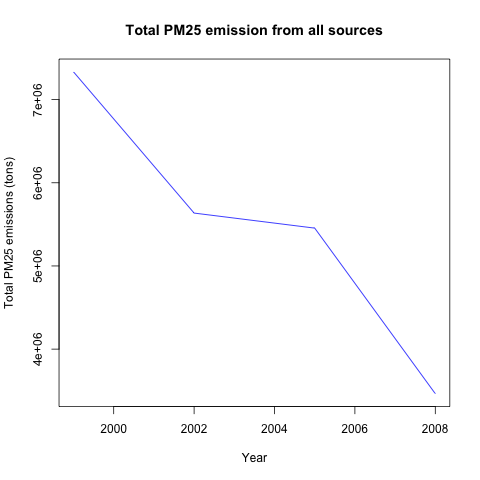 Total PM25 emission from all sources
Total PM25 emissions (tons)
7e+06
6e+06
5e+06
4e+06
2000 2002 2004 2006 2008
Year